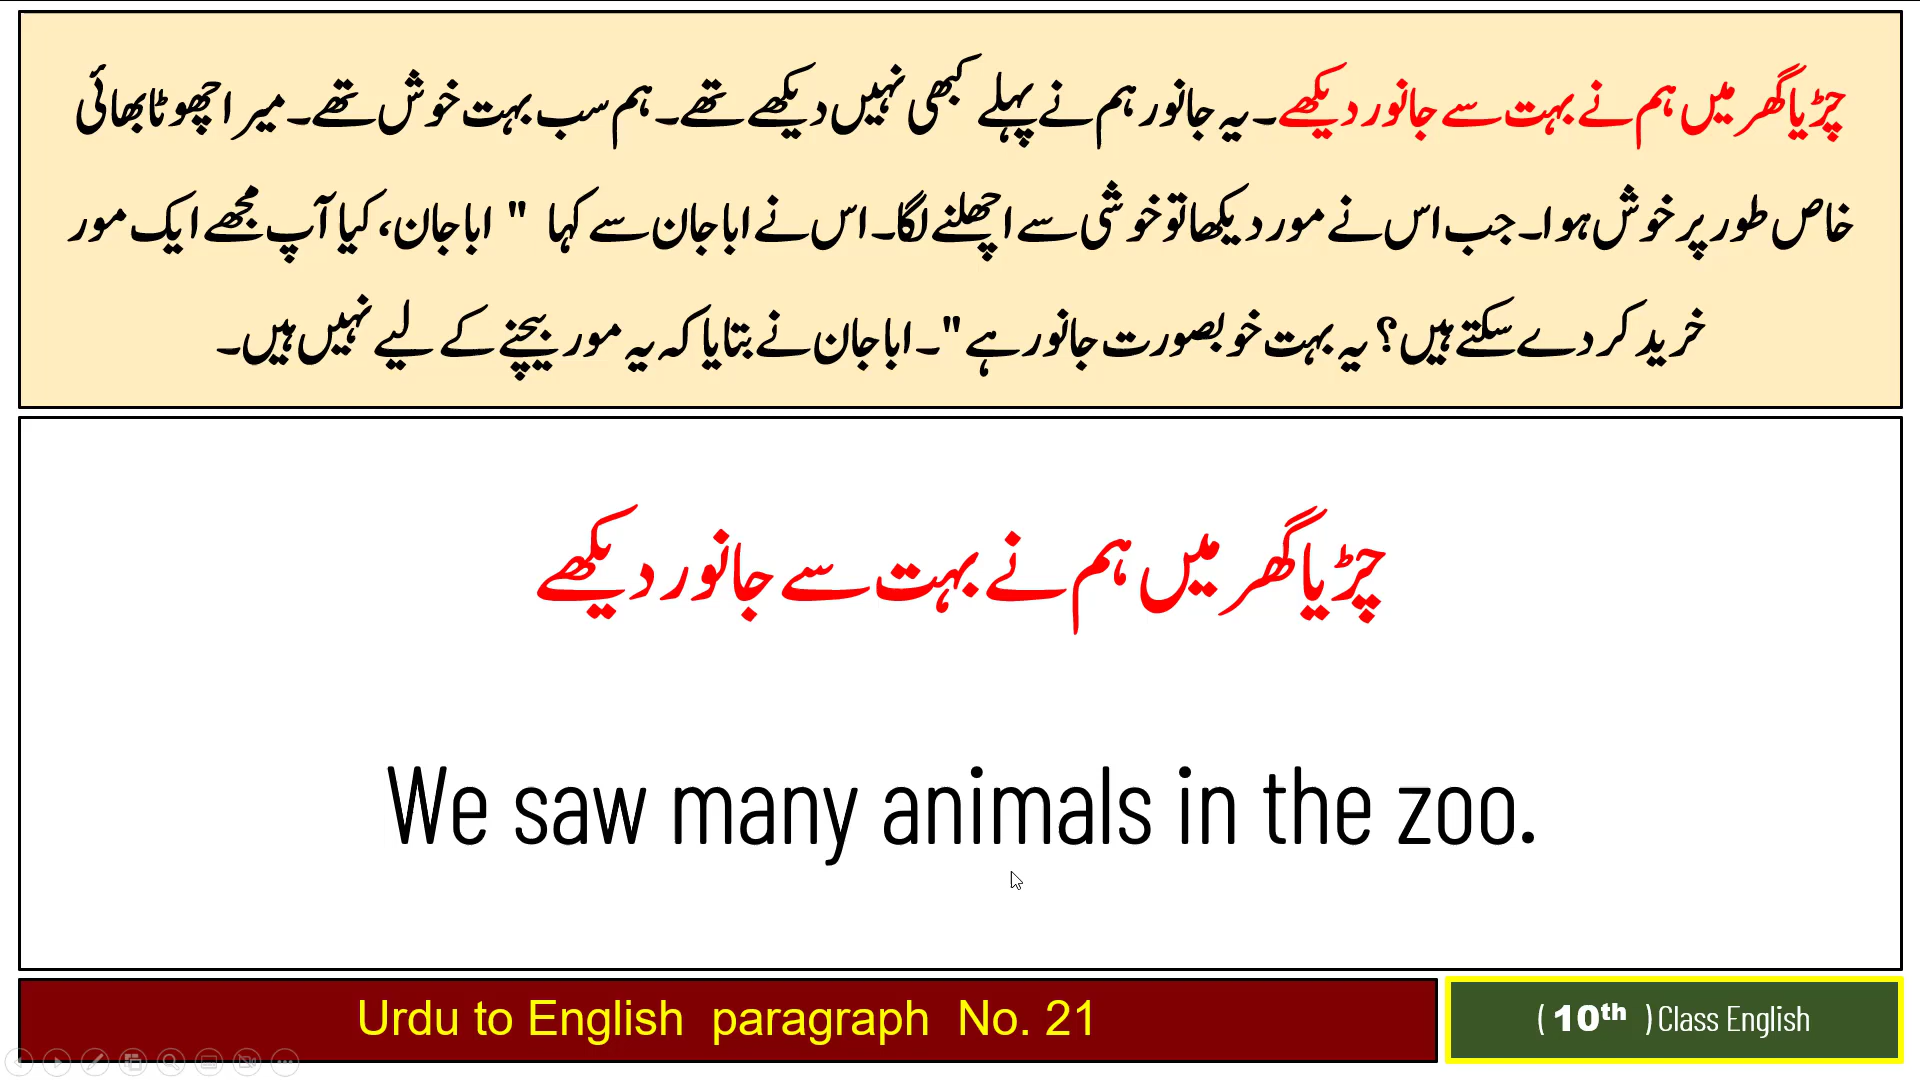 چڑیا گھر میں ہم نے بہت سے جانور دیکھے۔ یہ جانور ہم نے پہلے کبھی نہیں دیکھے تھے۔ ہم سب بہت خوش تھے۔ میرا چھوٹا بھائی
خاص طور پر خوش ہوا۔ جب اس نے مور دیکھا تو خوشی سے اچھلنے لگا۔ اس نے ابا جان سے کہا " ابا جان، کیا آپ مجھے ایک مور
خرید کر دے سکتے ہیں؟ یہ بہت خوبصورت جانور ہے"۔ ابا جان نے بتایا کہ یہ مور بیچنے کے لیے نہیں ہیں۔
چڑیا گھر میں ہم نے بہت سے جانور دیکھے
We saw many animals in the zoo.
Urdu to English paragraph No. 21
( 10th ) Class English